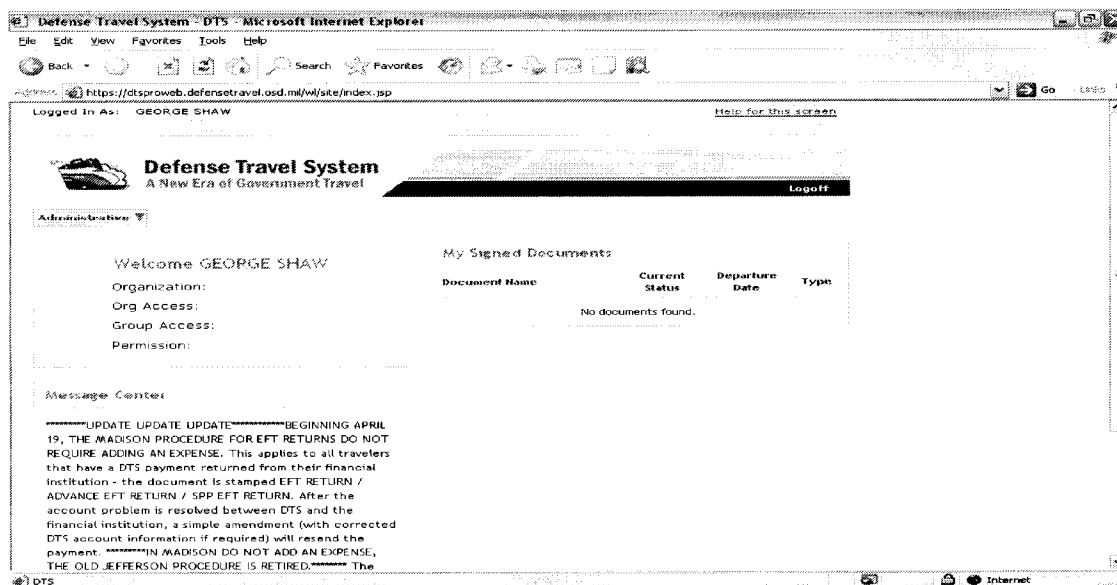 Defense Travel System - DTS - Microsoft Internet Explorer
File Edit View Favorites Tools Help
Back Search Favorites
Address https://dtsproweb.defensetravel.osd.mil/wl/site/index.jsp Go Links
Logged In As: GEORGE SHAW Help for this screen
Defense Travel System
A New Era of Government Travel
Logoff
Administrative
Welcome GEORGE SHAW
Organization:
Org Access:
Group Access:
Permission:
My Signed Documents
Document Name Current Status Departure Date Type
No documents found.
Message Center
*********UPDATE UPDATE UPDATE************BEGINNING APRIL
19, THE MADISON PROCEDURE FOR EFT RETURNS DO NOT
REQUIRE ADDING AN EXPENSE. This applies to all travelers
that have a DTS payment returned from their financial
institution - the document is stamped EFT RETURN /
ADVANCE EFT RETURN / SPP EFT RETURN. After the
account problem is resolved between DTS and the
financial institution, a simple amendment (with corrected
DTS account information if required) will resend the
payment. *********IN MADISON DO NOT ADD AN EXPENSE,
THE OLD JEFFERSON PROCEDURE IS RETIRED.******** The
DTS Internet